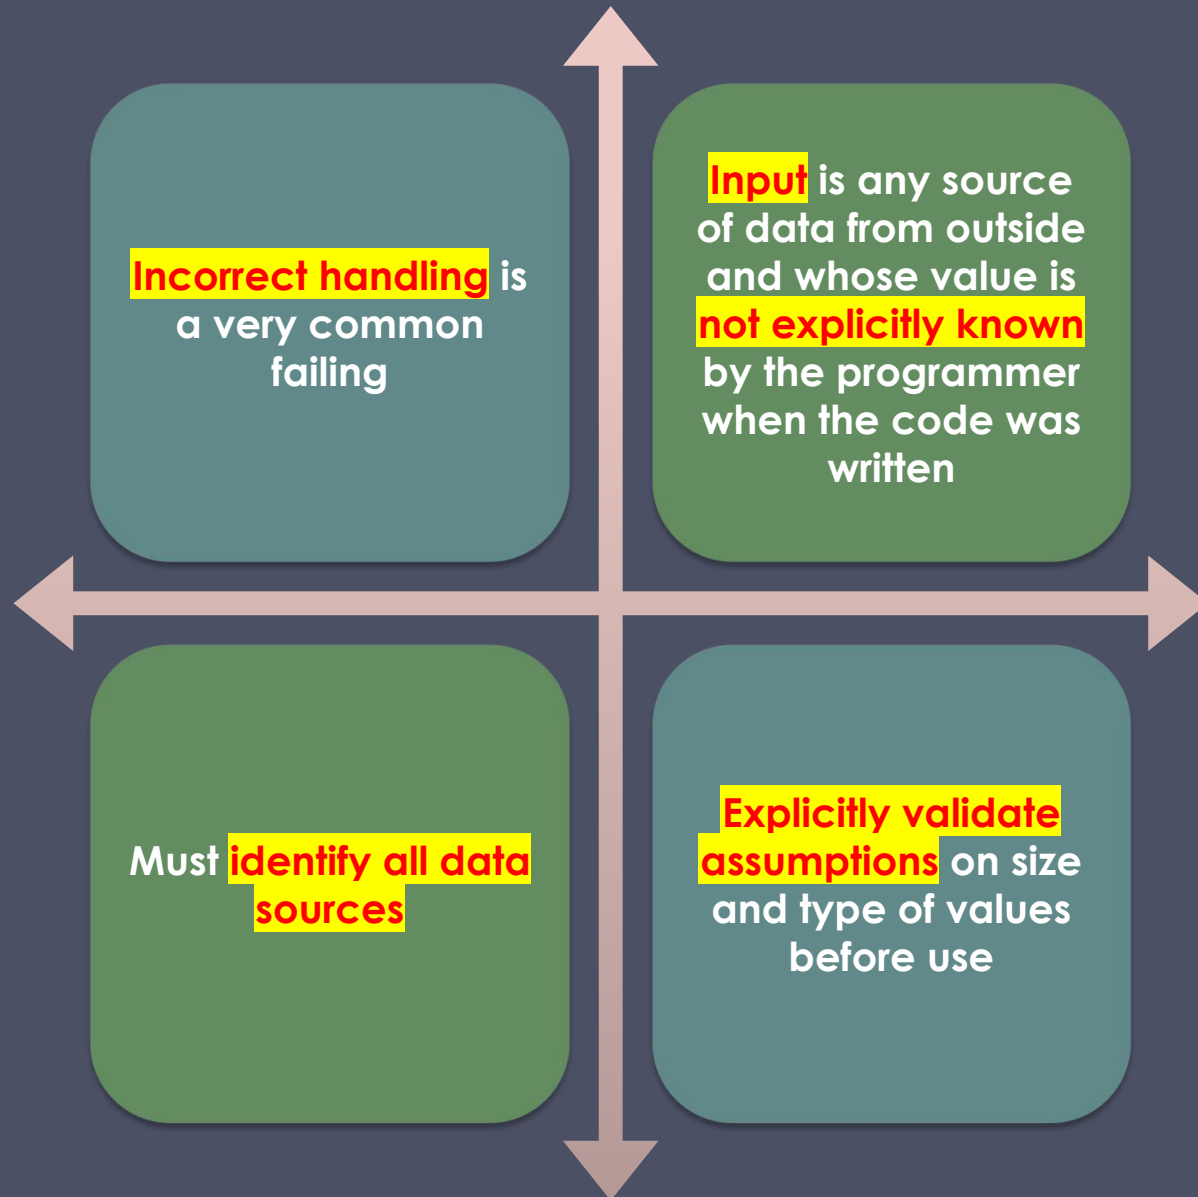 Incorrect handling is
a very common
failing
Input is any source
of data from outside
and whose value is
not explicitly known
by the programmer
when the code was
written
Must identify all data
sources
Explicitly validate
assumptions on size
and type of values
before use